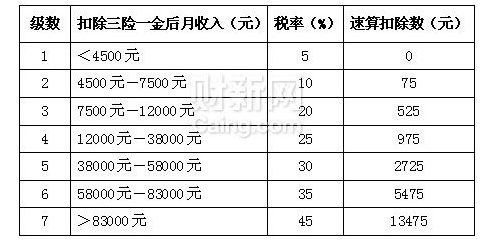 级数 扣除三险一金后月收入（元） 税率（%） 速算扣除数（元）
1 ＜4500元 5 0
2 4500元－7500元 10 75
3 7500元－12000元 20 525
4 12000元－38000元 25 975
5 38000元－58000元 30 2725
6 58000元－83000元 35 5475
7 ＞83000元 45 13475
财新网
Caing.com